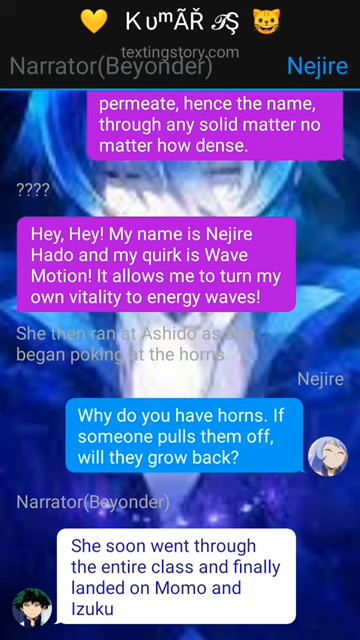 💛 Kυᵐã𝐑̌ 𝒯Ş 😺
textingstory.com
Narrator(Beyonder) Nejire
permeate, hence the name,
through any solid matter no
matter how dense.
????
Hey, Hey! My name is Nejire
Hado and my quirk is Wave
Motion! It allows me to turn my
own vitality to energy waves!
She then ran at Ashido as she
began poking at the horns
Nejire
Why do you have horns. If
someone pulls them off,
will they grow back?
Narrator(Beyonder)
She soon went through
the entire class and finally
landed on Momo and
Izuku